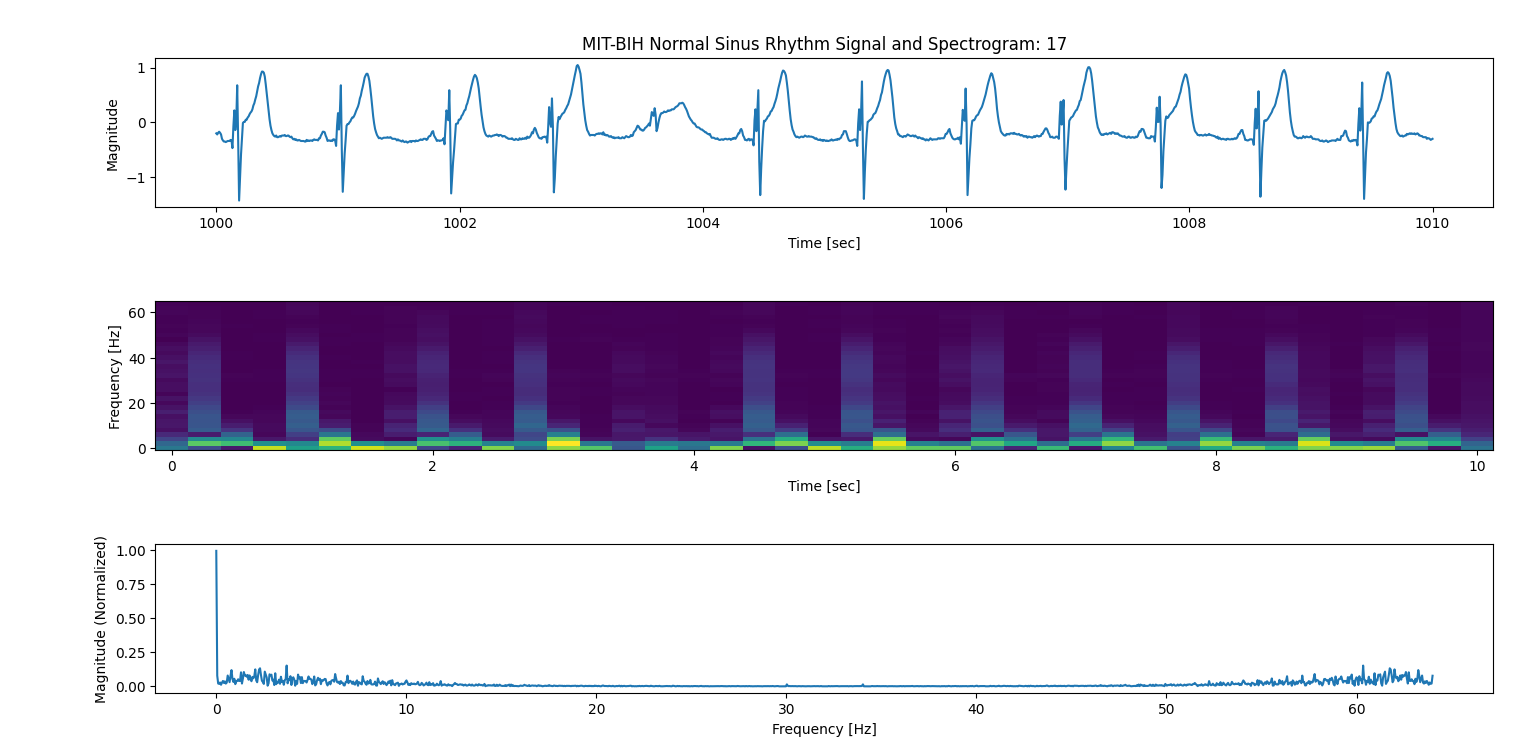 MIT-BIH Normal Sinus Rhythm Signal and Spectrogram: 17
Magnitude
1
0
−1
1000 1002 1004 1006 1008 1010
Time [sec]
Frequency [Hz]
60
40
20
0
0 2 4 6 8 10
Time [sec]
Magnitude (Normalized)
1.00
0.75
0.50
0.25
0.00
0 10 20 30 40 50 60
Frequency [Hz]